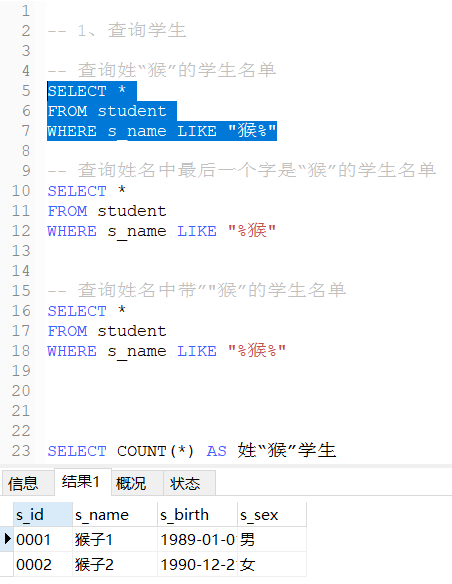 1
2 -- 1、查询学生
3
4 -- 查询姓“猴”的学生名单
5 SELECT *
6 FROM student
7 WHERE s_name LIKE "猴%"
8
9 -- 查询姓名中最后一个字是“猴”的学生名单
10 SELECT *
11 FROM student
12 WHERE s_name LIKE "%猴"
13
14
15 -- 查询姓名中带”"猴”的学生名单
16 SELECT *
17 FROM student
18 WHERE s_name LIKE "%猴%"
19
20
21
22
23 SELECT COUNT(*) AS 姓“猴”学生
信息 结果1 概况 状态
s_id s_name s_birth s_sex
0001 猴子1 1989-01-0 男
0002 猴子2 1990-12-2 女